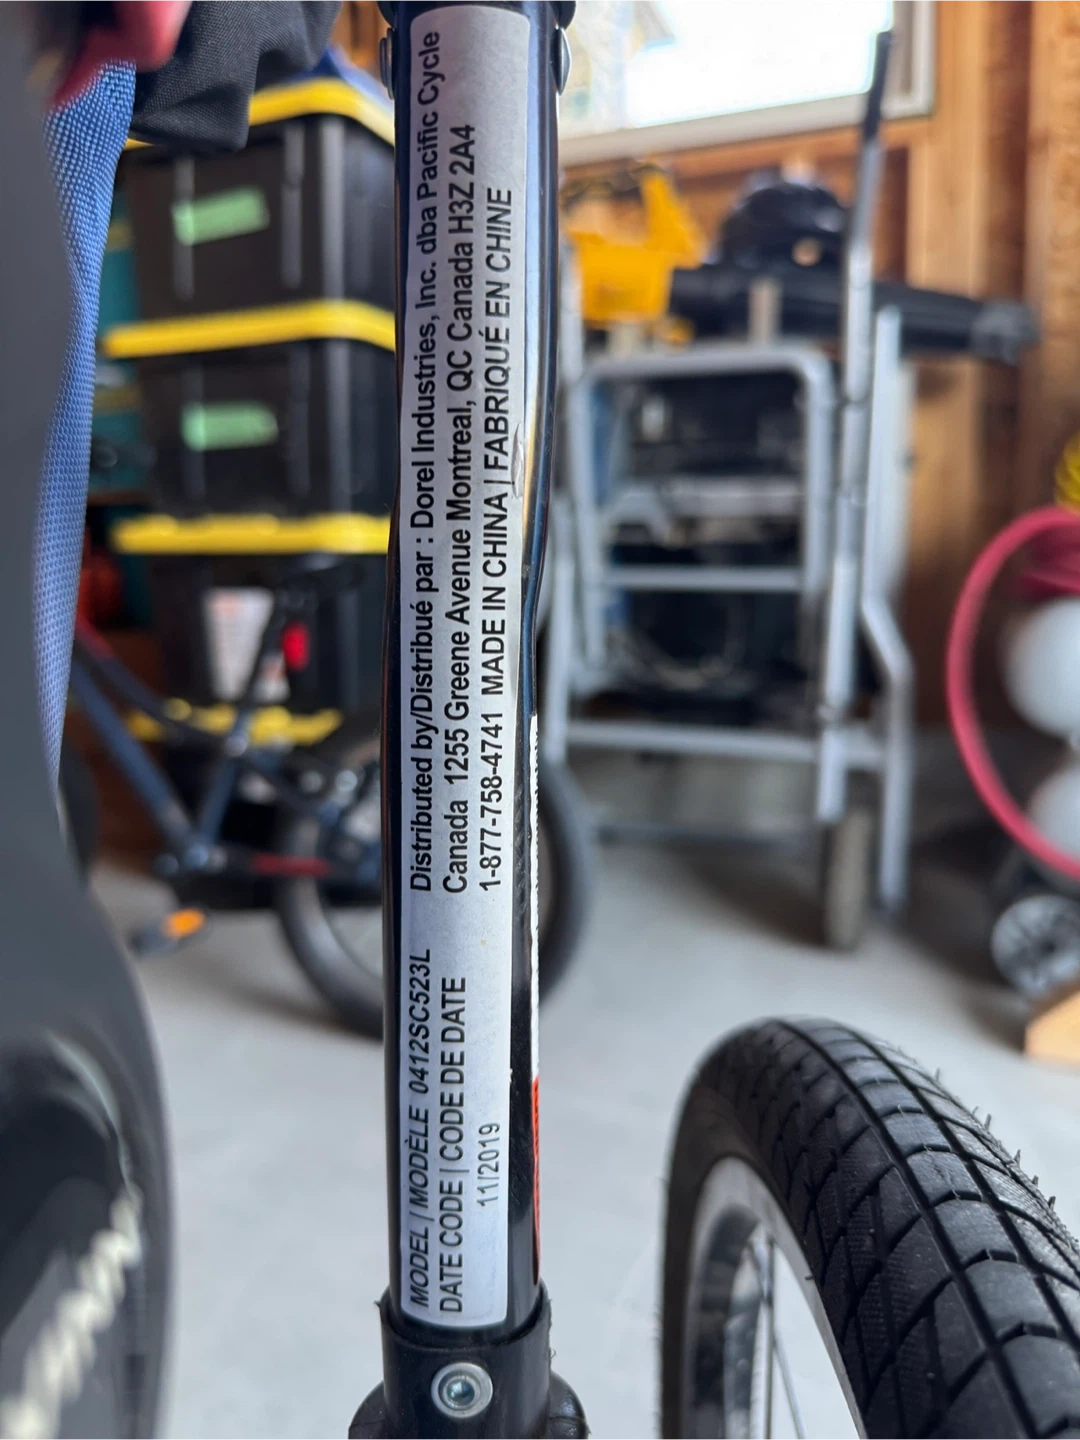 MODEL | MODÈLE 0412SC523L
DATE CODE | CODE DE DATE
11/2019
Distributed by/Distribué par : Dorel Industries, Inc. dba Pacific Cycle
Canada 1255 Greene Avenue Montreal, QC Canada H3Z 2A4
1-877-758-4741 MADE IN CHINA | FABRIQUÉ EN CHINE